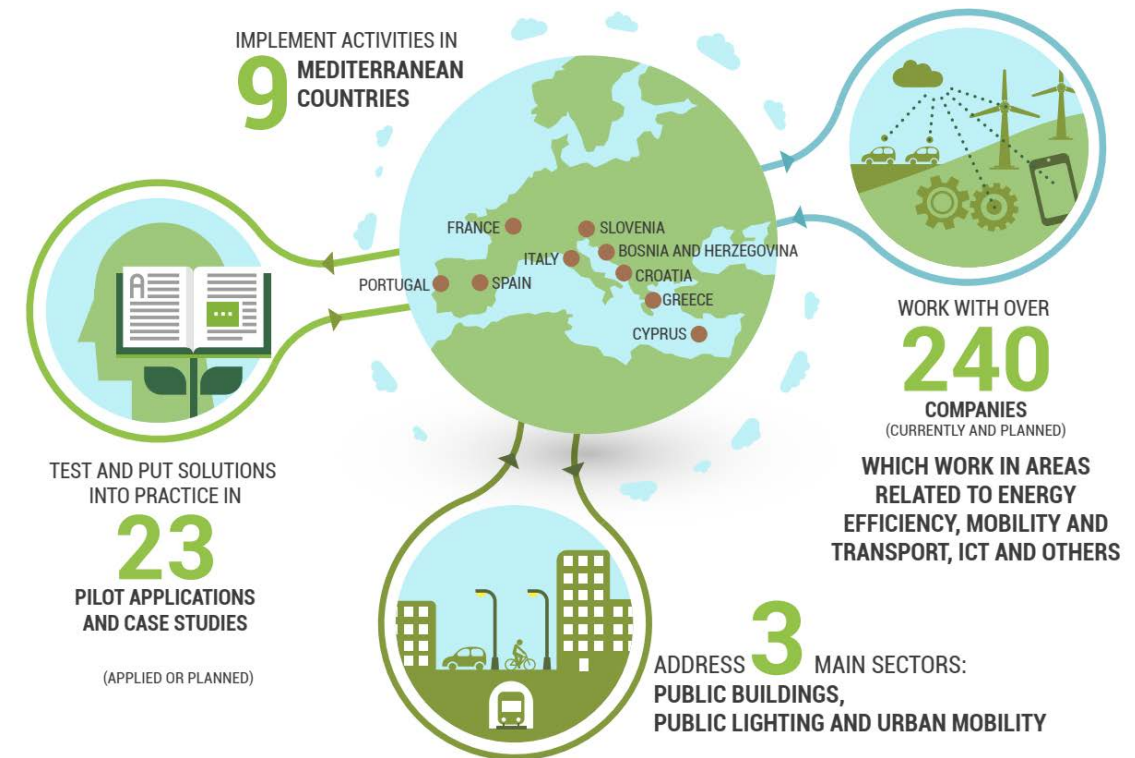 IMPLEMENT ACTIVITIES IN
9 MEDITERRANEAN
COUNTRIES
FRANCE
SLOVENIA
ITALY
BOSNIA AND HERZEGOVINA
CROATIA
PORTUGAL
SPAIN
GREECE
CYPRUS
A
WORK WITH OVER
240
COMPANIES
(CURRENTLY AND PLANNED)
WHICH WORK IN AREAS
RELATED TO ENERGY
EFFICIENCY, MOBILITY AND
TRANSPORT, ICT AND OTHERS
TEST AND PUT SOLUTIONS
INTO PRACTICE IN
23
PILOT APPLICATIONS
AND CASE STUDIES
(APPLIED OR PLANNED)
ADDRESS 3 MAIN SECTORS:
PUBLIC BUILDINGS,
PUBLIC LIGHTING AND URBAN MOBILITY